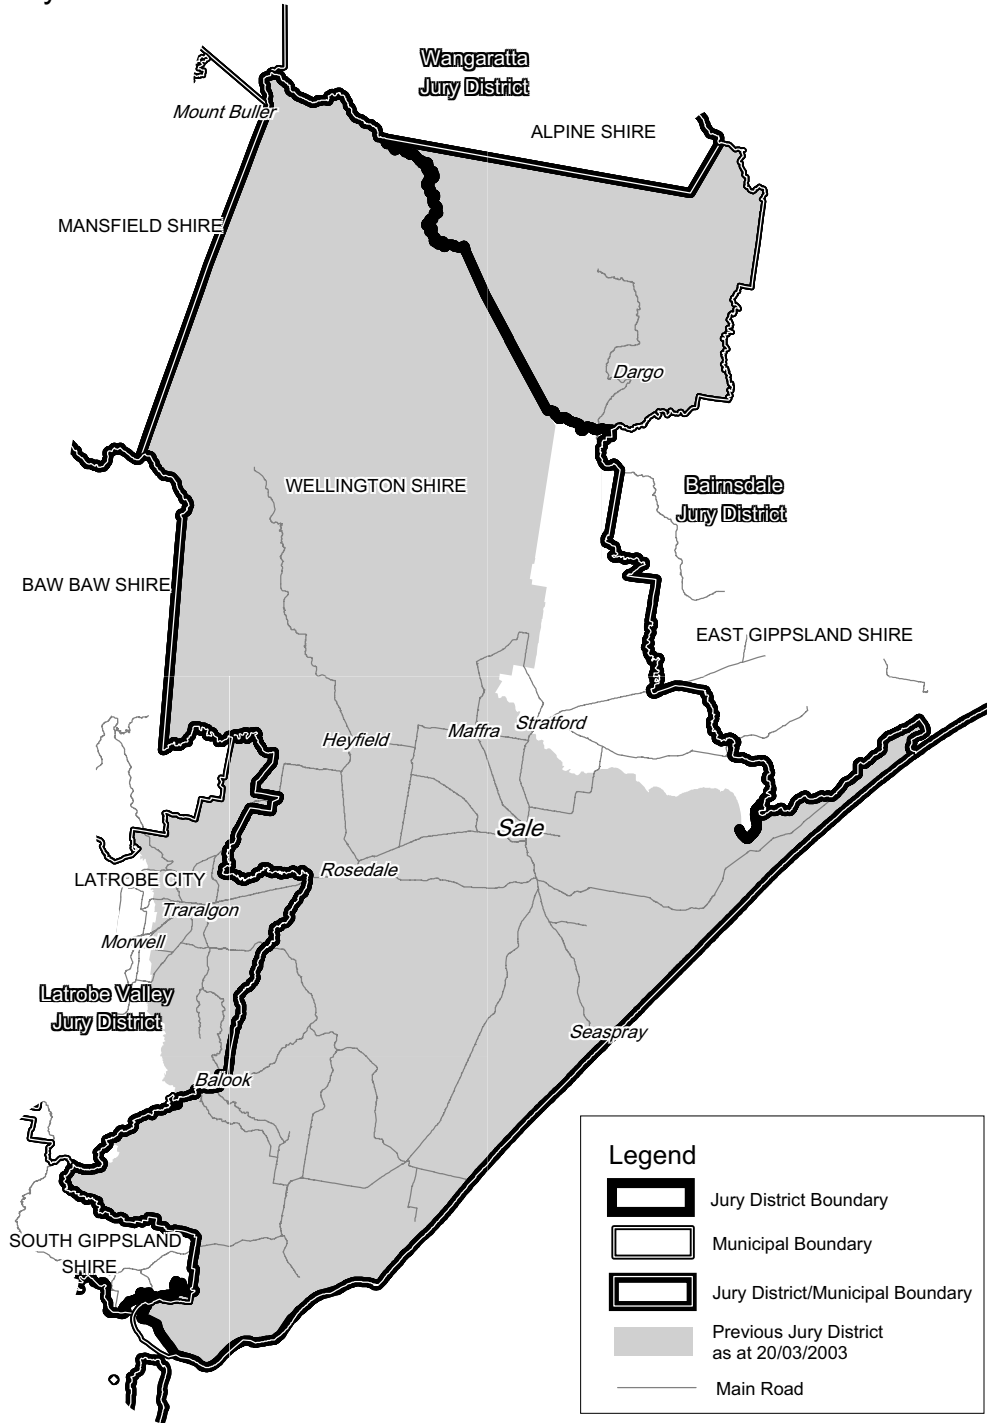 Wangaratta
Jury District
Mount Buller
ALPINE SHIRE
MANSFIELD SHIRE
Dargo
WELLINGTON SHIRE
Bairnsdale
Jury District
BAW BAW SHIRE
EAST GIPPSLAND SHIRE
Stratford
Maffra
Heyfield
Sale
Rosedale
LATROBE CITY
Traralgon
Morwell
Latrobe Valley
Jury District
Seaspray
Balook
SOUTH GIPPSLAND
SHIRE
Legend
Jury District Boundary
Municipal Boundary
Jury District/Municipal Boundary
Previous Jury District
as at 20/03/2003
Main Road